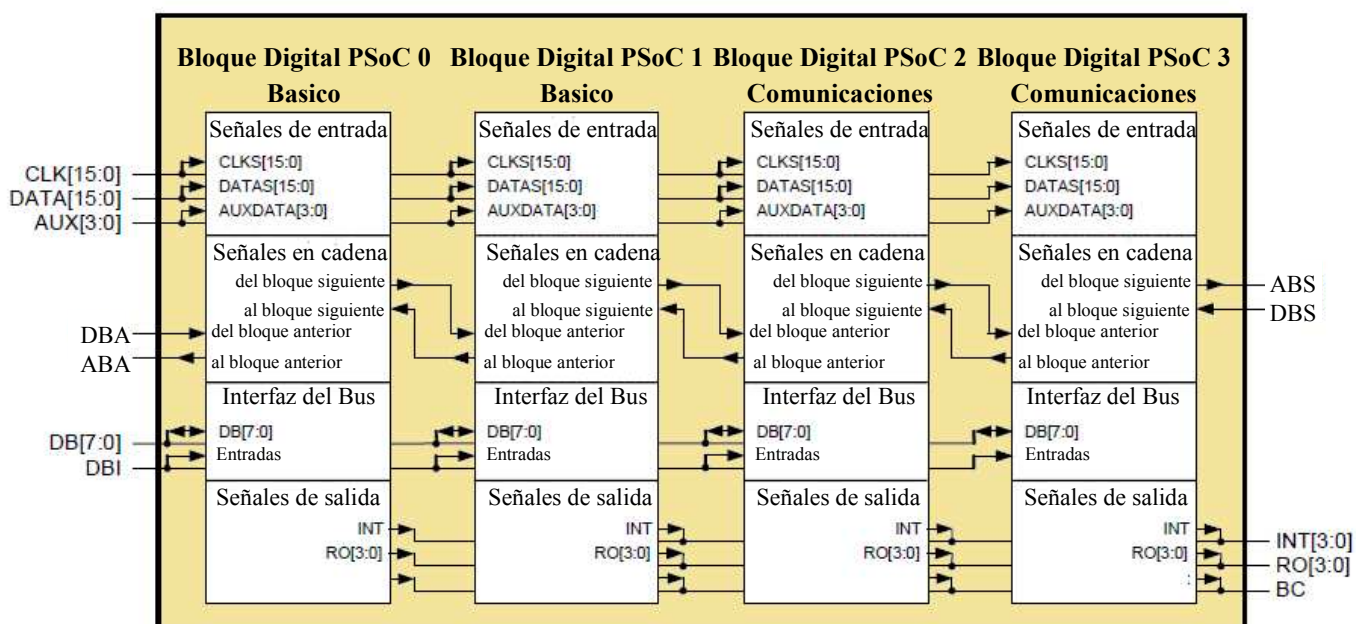 Bloque Digital PSoC 0 Bloque Digital PSoC 1 Bloque Digital PSoC 2 Bloque Digital PSoC 3
Basico Basico Comunicaciones Comunicaciones
Señales de entrada Señales de entrada Señales de entrada Señales de entrada
CLK[15:0] CLKS[15:0] CLKS[15:0] CLKS[15:0] CLKS[15:0]
DATA[15:0] DATAS[15:0] DATAS[15:0] DATAS[15:0] DATAS[15:0]
AUX[3:0] AUXDATA[3:0] AUXDATA[3:0] AUXDATA[3:0] AUXDATA[3:0]
Señales en cadena Señales en cadena Señales en cadena Señales en cadena
del bloque siguiente del bloque siguiente del bloque siguiente del bloque siguiente ABS
al bloque siguiente al bloque siguiente al bloque siguiente al bloque siguiente DBS
DBA del bloque anterior del bloque anterior del bloque anterior del bloque anterior
ABA al bloque anterior al bloque anterior al bloque anterior al bloque anterior
Interfaz del Bus Interfaz del Bus Interfaz del Bus Interfaz del Bus
DB[7:0] DB[7:0] DB[7:0] DB[7:0] DB[7:0]
DBI Entradas Entradas Entradas Entradas
Señales de salida Señales de salida Señales de salida Señales de salida
INT INT INT INT INT[3:0]
RO[3:0] RO[3:0] RO[3:0] RO[3:0] RO[3:0]
BC